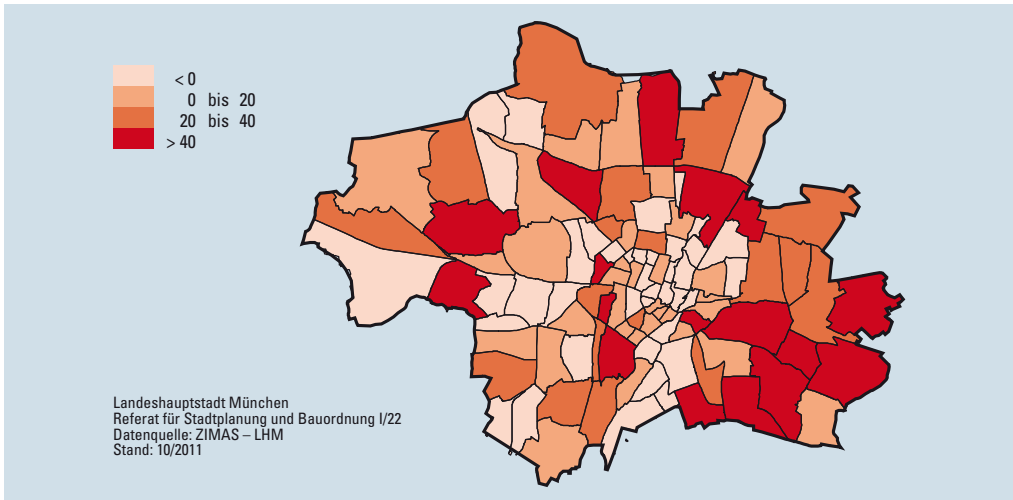 < 0
0 bis 20
20 bis 40
> 40
Landeshauptstadt München
Referat für Stadtplanung und Bauordnung I/22
Datenquelle: ZIMAS – LHM
Stand: 10/2011